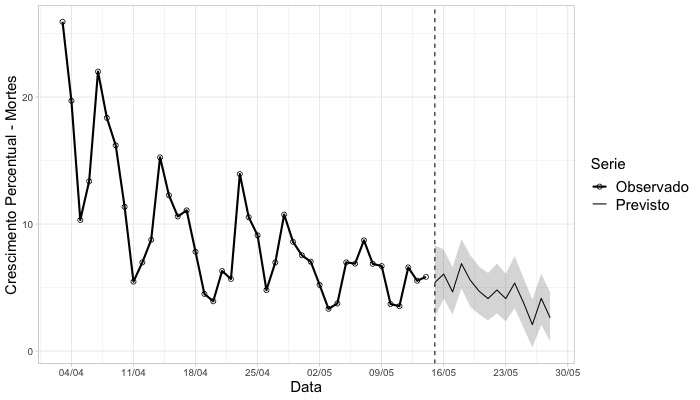 Crescimento Percentual - Mortes
20
10
0
04/04 11/04 18/04 25/04 02/05 09/05 16/05 23/05 30/05
Data
Serie
Observado
Previsto